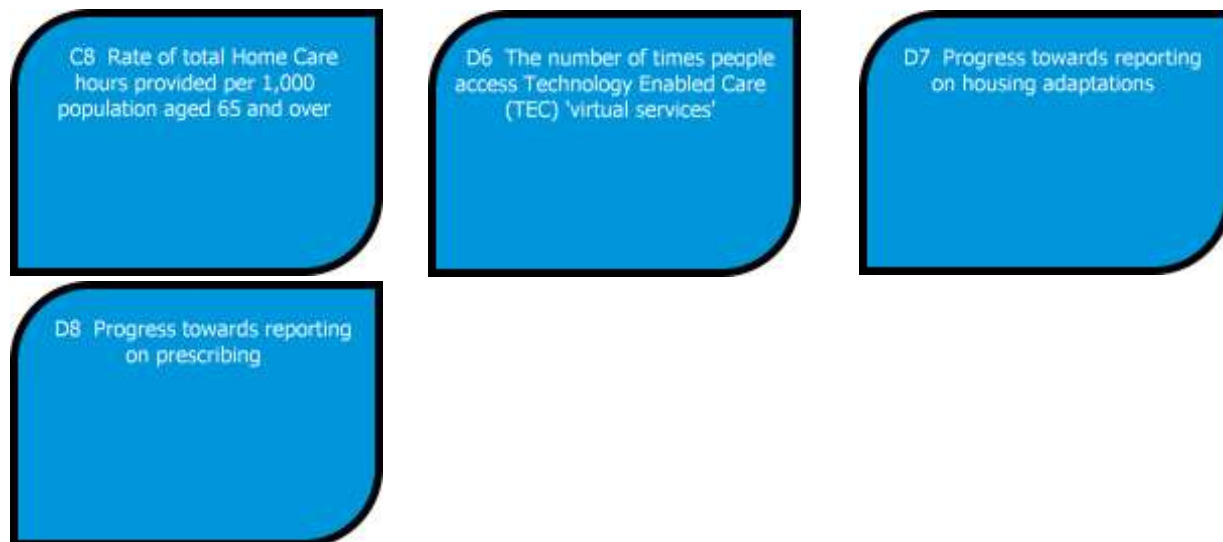 C8 Rate of total Home Care
hours provided per 1,000
population aged 65 and over
D6 The number of times people
access Technology Enabled Care
(TEC) 'virtual services'
D7 Progress towards reporting
on housing adaptations
D8 Progress towards reporting
on prescribing